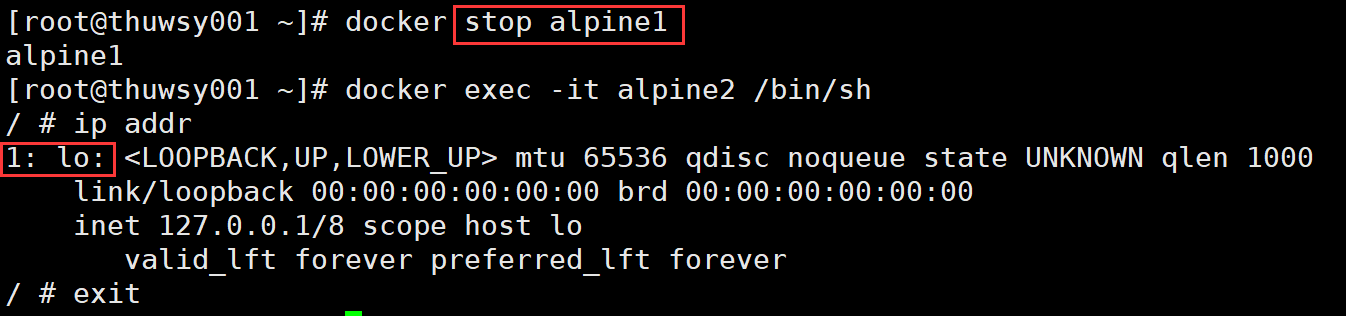 [root@thuwsy001 ~]# docker stop alpine1
alpine1
[root@thuwsy001 ~]# docker exec -it alpine2 /bin/sh
/ # ip addr
1: lo: <LOOPBACK,UP,LOWER_UP> mtu 65536 qdisc noqueue state UNKNOWN qlen 1000
    link/loopback 00:00:00:00:00:00 brd 00:00:00:00:00:00
    inet 127.0.0.1/8 scope host lo
       valid_lft forever preferred_lft forever
/ # exit